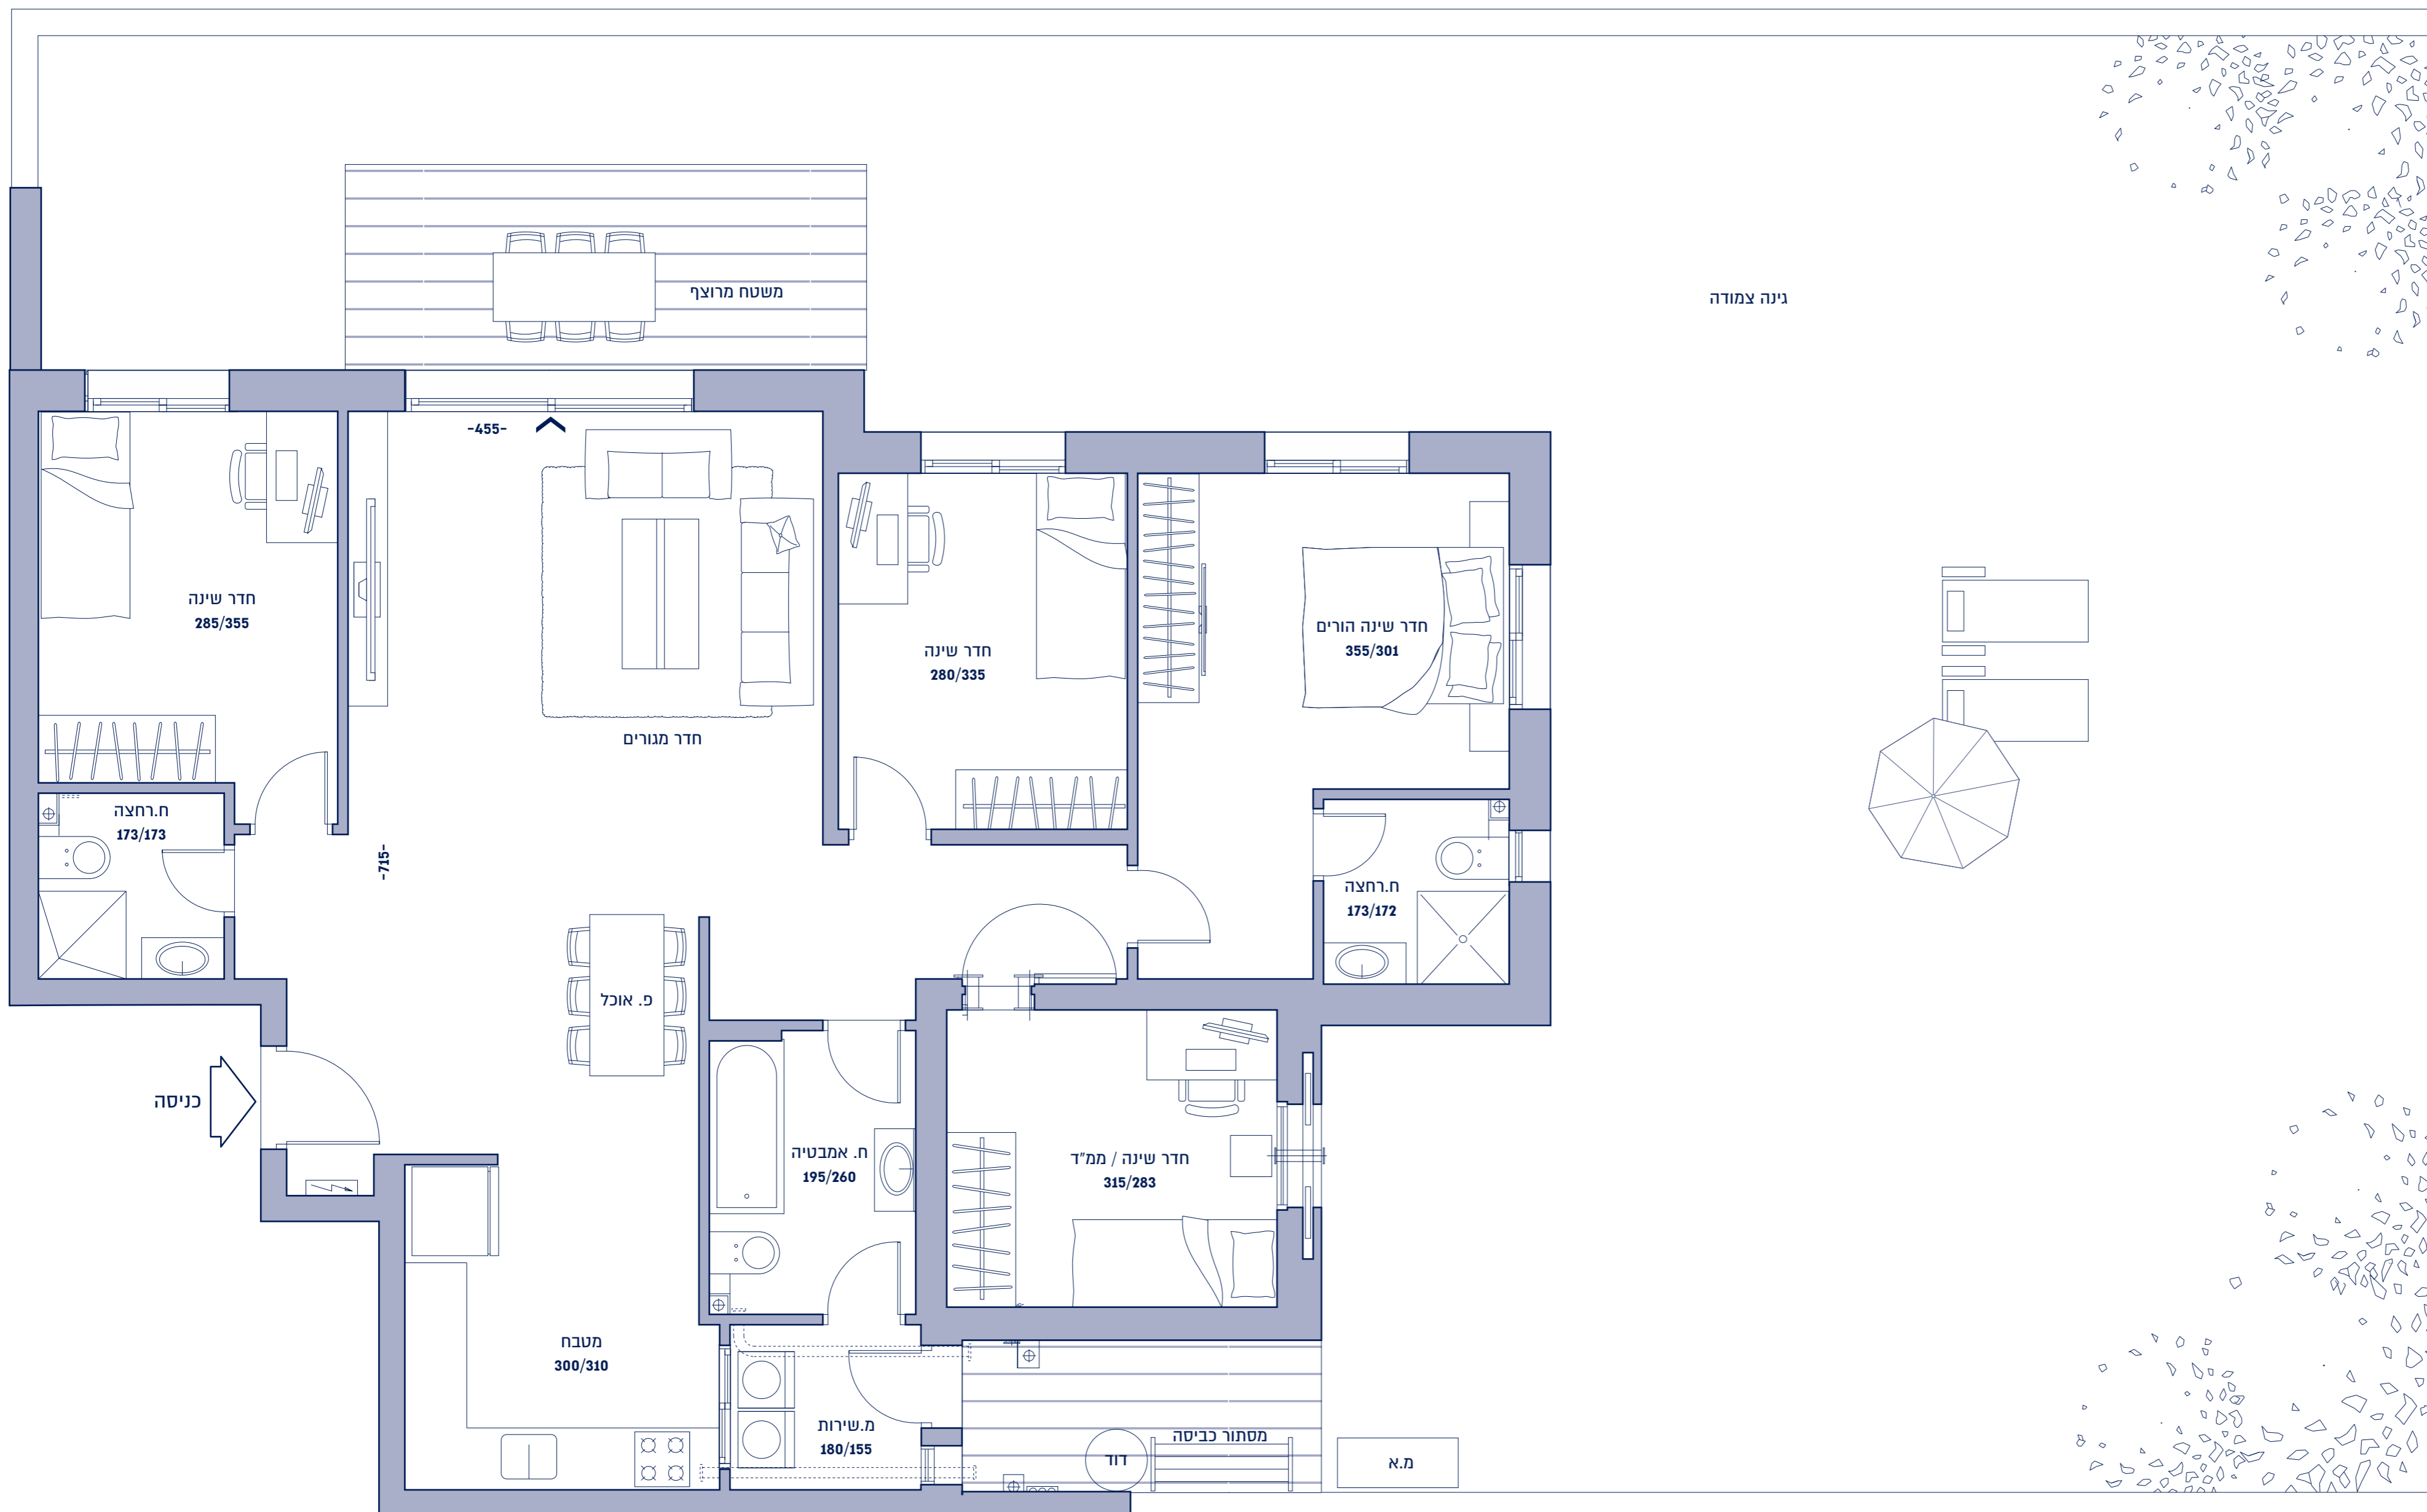 משטח מרוצף
גינה צמודה
-455-
חדר שינה
285/355
חדר שינה
280/335
חדר שינה הורים
355/301
חדר מגורים
ח.רחצה
173/173
-715-
ח.רחצה
173/172
פ. אוכל
כניסה
ח. אמבטיה
195/260
חדר שינה / ממ"ד
315/283
מטבח
300/310
מ.שירות
180/155
מסתור כביסה
דוד
מ.א